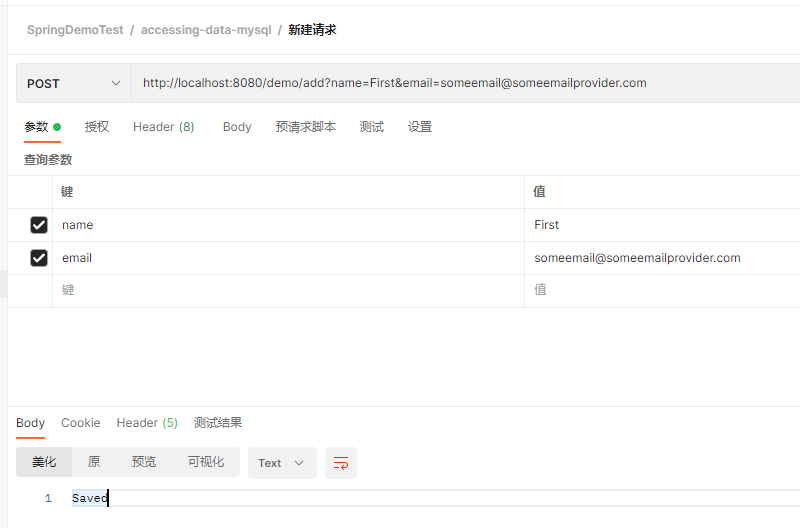 SpringDemoTest / accessing-data-mysql / 新建请求
POST http://localhost:8080/demo/add?name=First&email=someemail@someemailprovider.com
参数 授权 Header (8) Body 预请求脚本 测试 设置
查询参数
键 值
name First
email someemail@someemailprovider.com
键 值
Body Cookie Header (5) 测试结果
美化 原 预览 可视化 Text
1 Saved